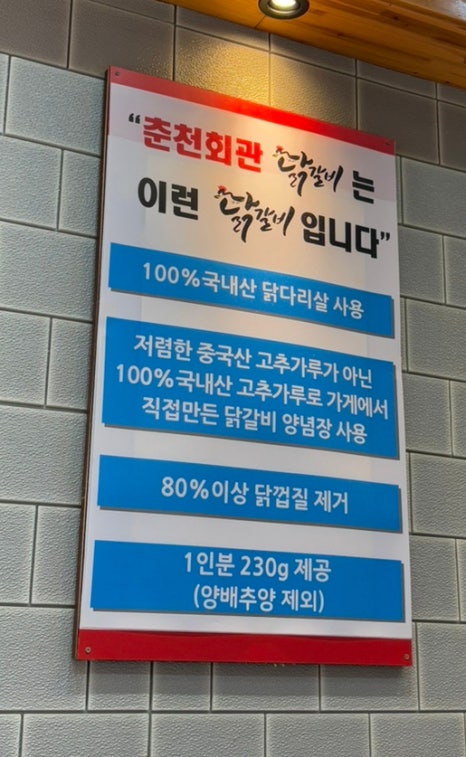 “춘천회관 닭갈비는
이런 닭갈비입니다”
100%국내산 닭다리살 사용
저렴한 중국산 고추가루가 아닌
100%국내산 고추가루로 가게에서
직접만든 닭갈비 양념장 사용
80%이상 닭껍질 제거
1인분 230g 제공
(양배추양 제외)